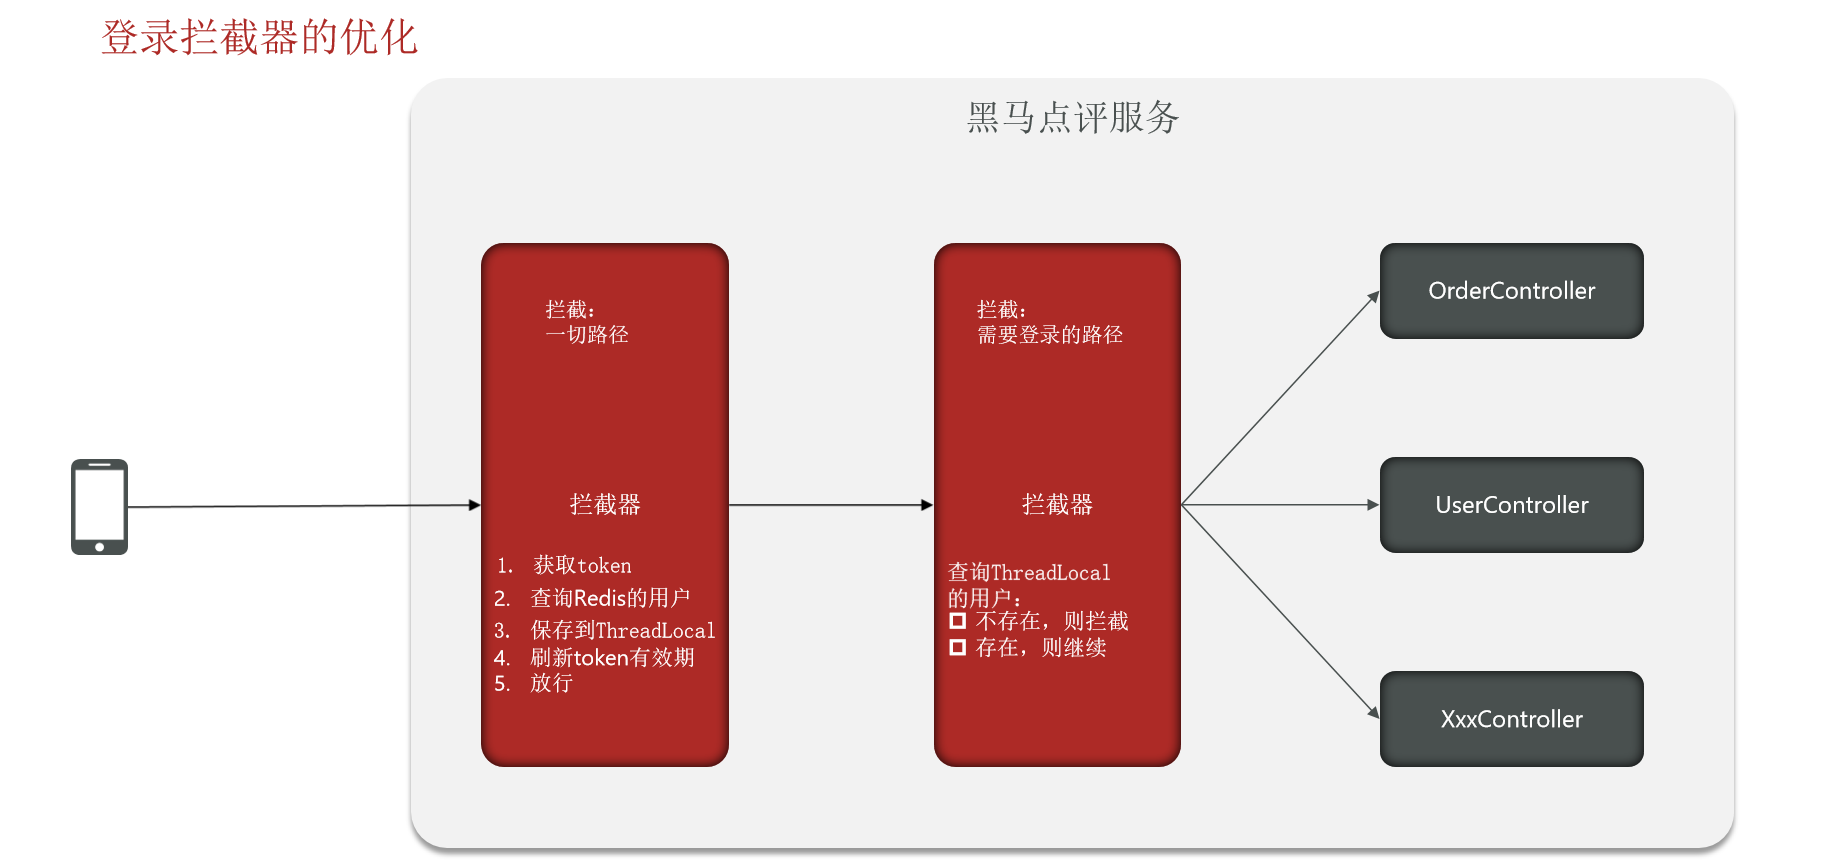 登录拦截器的优化
黑马点评服务
拦截：
一切路径
拦截器
1. 获取token
2. 查询Redis的用户
3. 保存到ThreadLocal
4. 刷新token有效期
5. 放行
拦截：
需要登录的路径
拦截器
查询ThreadLocal
的用户：
不存在，则拦截
存在，则继续
OrderController
UserController
XxxController